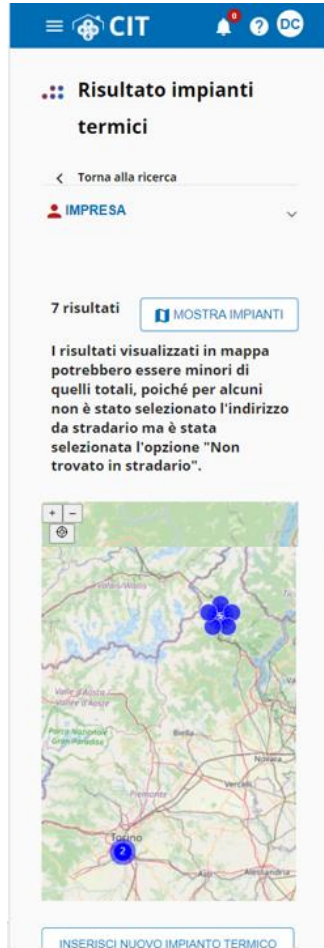 CIT
0
?
DC
Risultato impianti
termici
Torna alla ricerca
IMPRESA
7 risultati
MOSTRA IMPIANTI
I risultati visualizzati in mappa
potrebbero essere minori di
quelli totali, poiché per alcuni
non è stato selezionato l'indirizzo
da stradario ma è stata
selezionata l'opzione "Non
trovato in stradario".
+ −
5
Valle d'Aosta /
Vallée d'Aoste
Parco Nazionale
Gran Paradiso
Biella
Novara
Vercelli
Piemonte
Torino
2
Asti
Alessandria
INSERISCI NUOVO IMPIANTO TERMICO